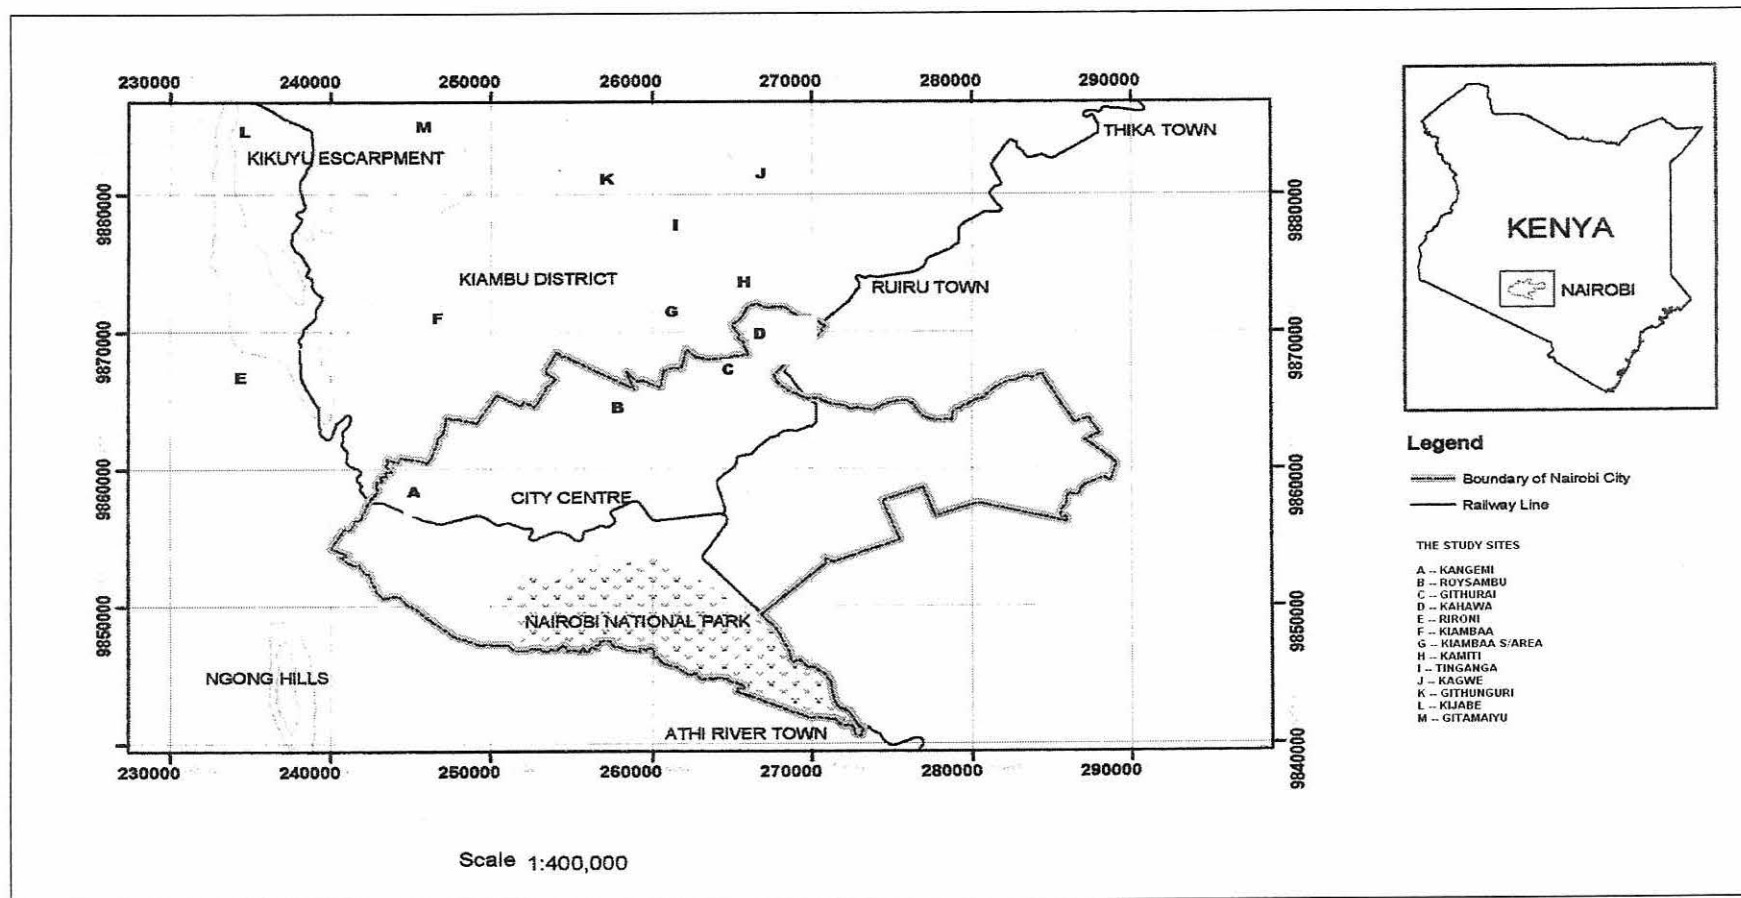 230000 240000 250000 260000 270000 280000 290000
L
M
KIKUYU ESCARPMENT
THIKA TOWN
K
J
9880000
9880000
I
KIAMBU DISTRICT
H
RUIRU TOWN
F
G
D
9870000
9870000
E
C
B
9860000
9860000
A
CITY CENTRE
9850000
9850000
NAIROBI NATIONAL PARK
NGONG HILLS
ATHI RIVER TOWN
9840000
230000 240000 250000 260000 270000 280000 290000
Scale 1:400,000
KENYA
NAIROBI
Legend
Boundary of Nairobi City
Railway Line
THE STUDY SITES
A -- KANGEMI
B -- ROYSAMBU
C -- GITHURAI
D -- KAHAWA
E -- RIRONI
F -- KIAMBAA
G -- KIAMBAA S/AREA
H -- KAMITI
I -- TINGANGA
J -- KAGWE
K -- GITHUNGURI
L -- KIJABE
M -- GITAMAIYU